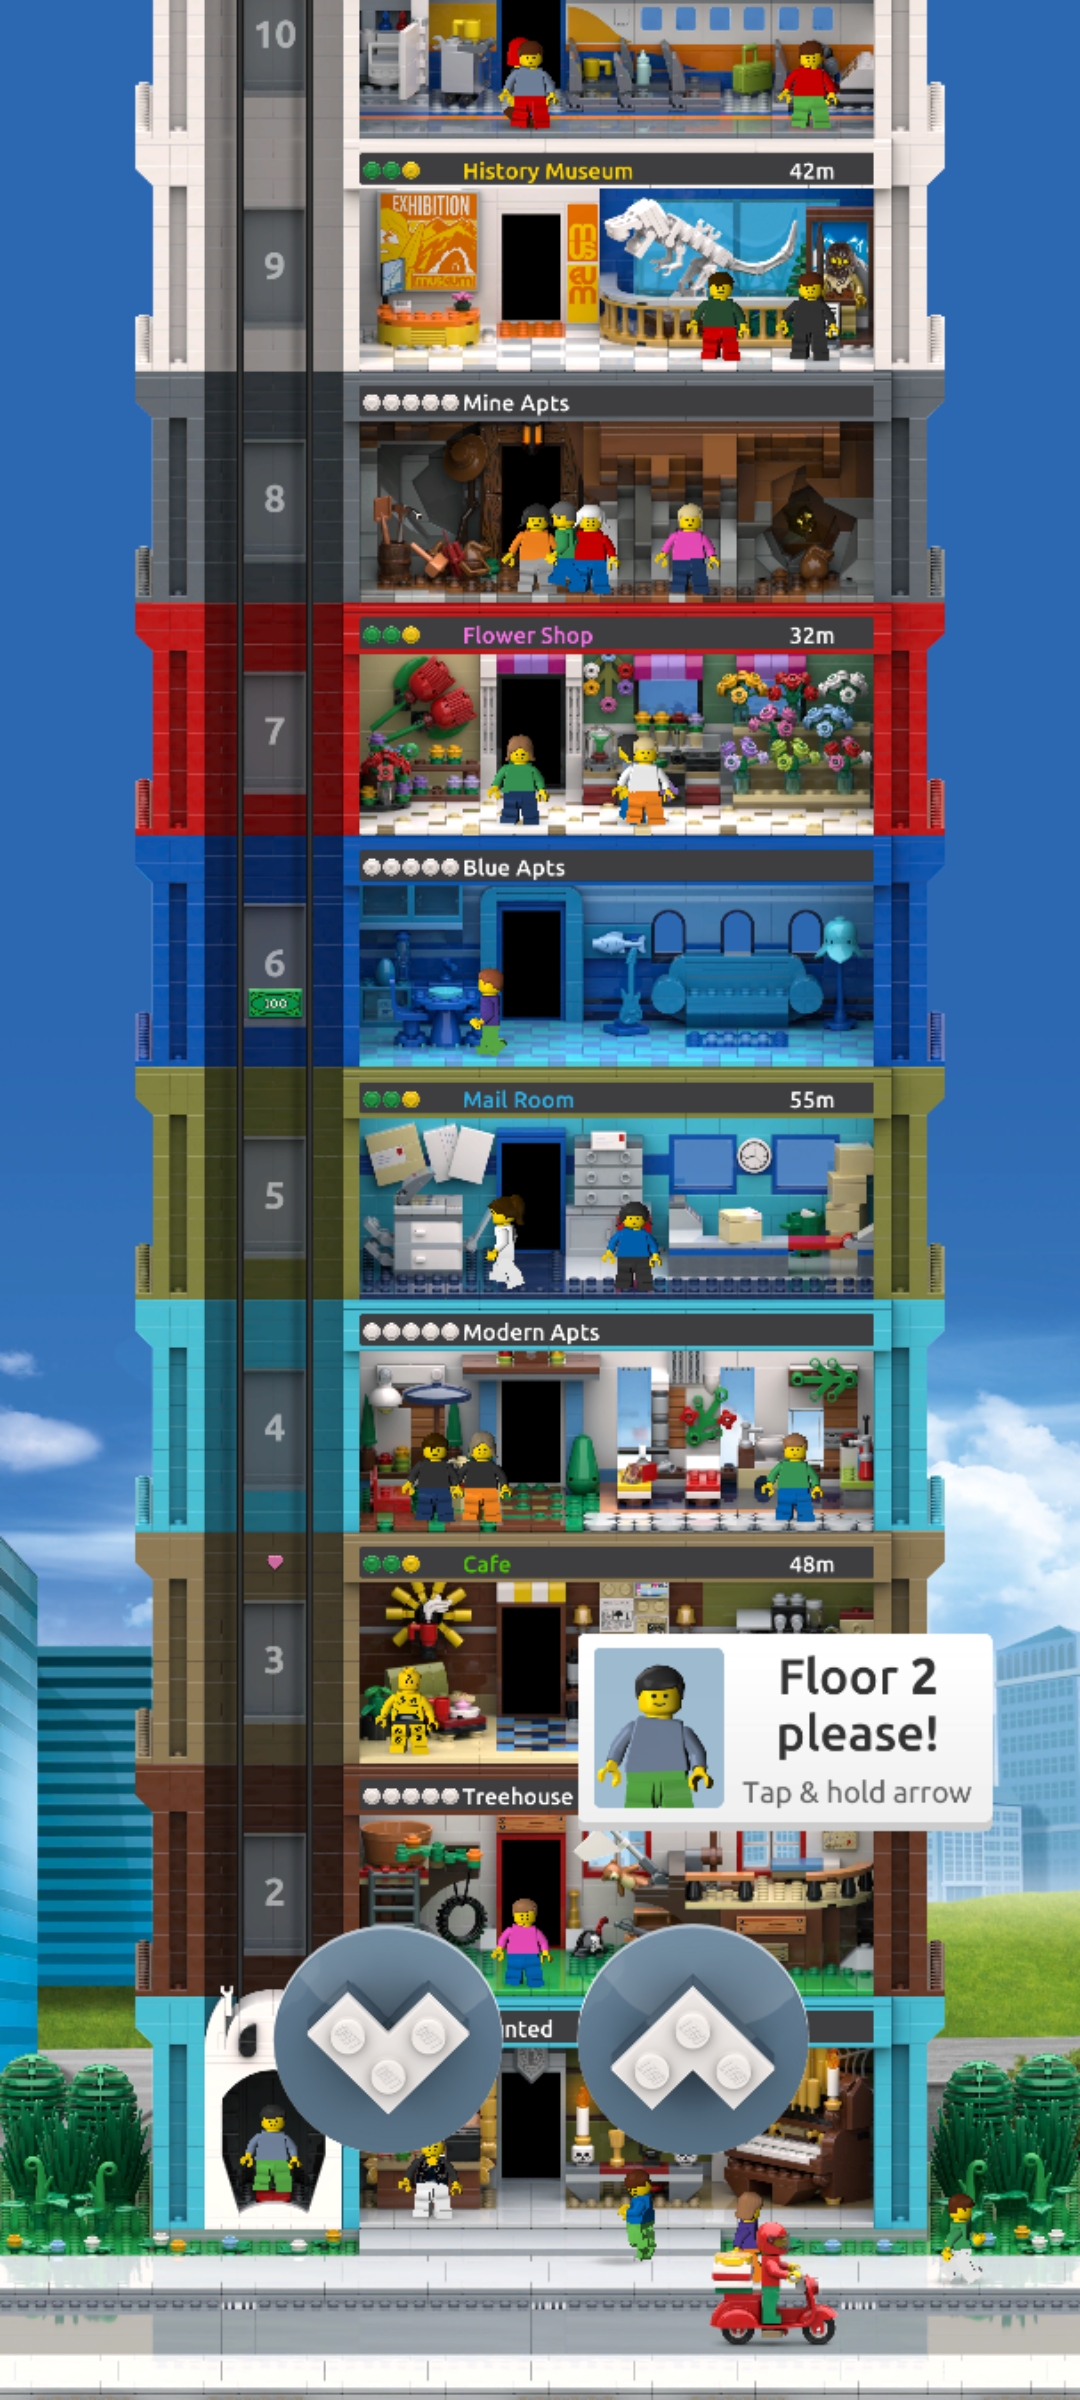 10
History Museum 42m
EXHIBITION
museum
9
Mine Apts
8
Flower Shop 32m
7
Blue Apts
6
100
Mail Room 55m
5
Modern Apts
4
Cafe 48m
3
Floor 2
please!
Tap & hold arrow
Treehouse
2
nted